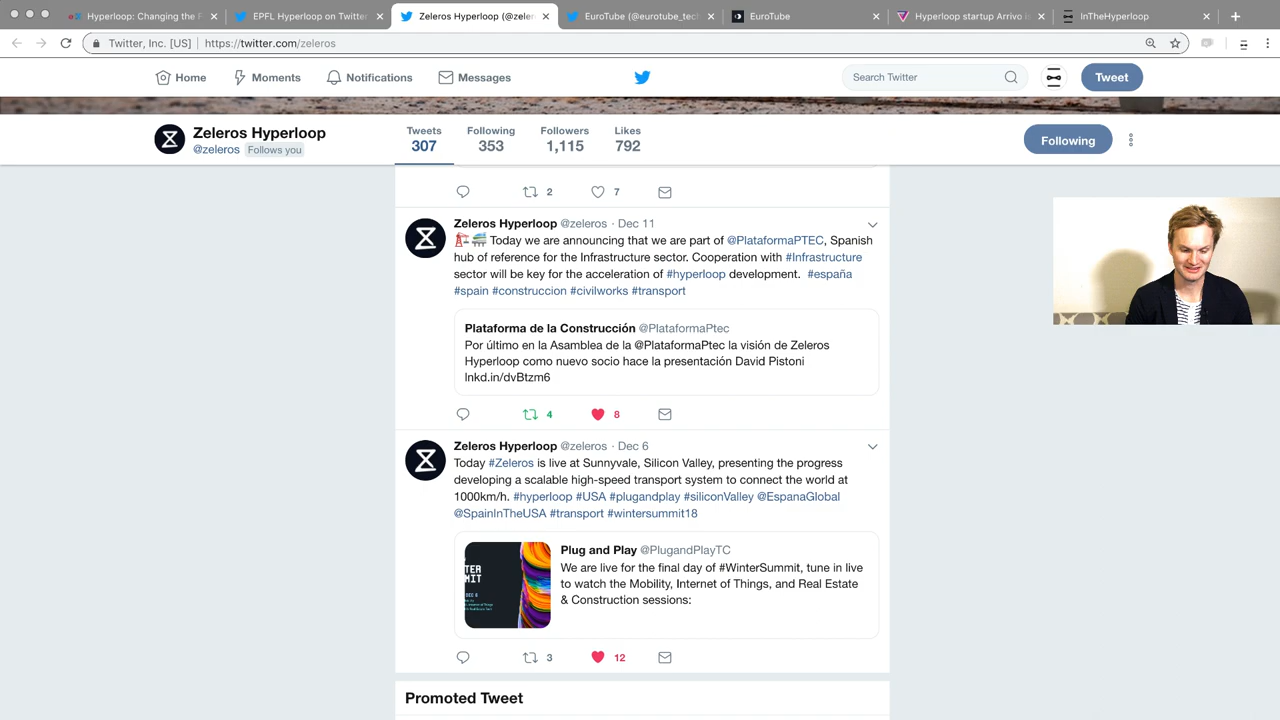 Hyperloop: Changing the F
EPFL Hyperloop on Twitter
Zeleros Hyperloop (@zeler
EuroTube (@eurotube_tech
EuroTube
Hyperloop startup Arrivo is
InTheHyperloop
Twitter, Inc. [US]
https://twitter.com/zeleros
Home
Moments
Notifications
Messages
Search Twitter
Tweet
Zeleros Hyperloop
@zeleros Follows you
Tweets
307
Following
353
Followers
1,115
Likes
792
Following
2
7
Zeleros Hyperloop @zeleros · Dec 11
Today we are announcing that we are part of @PlataformaPTEC, Spanish
hub of reference for the Infrastructure sector. Cooperation with #Infrastructure
sector will be key for the acceleration of #hyperloop development. #españa
#spain #construccion #civilworks #transport
Plataforma de la Construcción @PlataformaPtec
Por último en la Asamblea de la @PlataformaPtec la visión de Zeleros
Hyperloop como nuevo socio hace la presentación David Pistoni
lnkd.in/dvBtzm6
4
8
Zeleros Hyperloop @zeleros · Dec 6
Today #Zeleros is live at Sunnyvale, Silicon Valley, presenting the progress
developing a scalable high-speed transport system to connect the world at
1000km/h. #hyperloop #USA #plugandplay #siliconValley @EspanaGlobal
@SpainInTheUSA #transport #wintersummit18
TER
MIT
DEC 6
Plug and Play @PlugandPlayTC
We are live for the final day of #WinterSummit, tune in live
to watch the Mobility, Internet of Things, and Real Estate
& Construction sessions:
3
12
Promoted Tweet